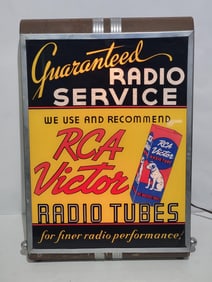 Guaranteed
RADIO
SERVICE
WE USE AND RECOMMEND
RCA
Victor
RADIO TUBES
for finer radio performance!